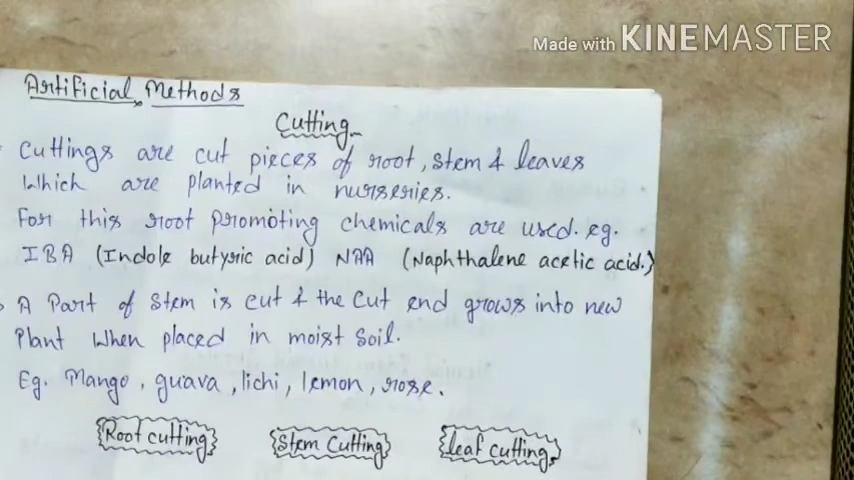 Made with KINEMASTER
Artificial Methods
Cutting
Cuttings are cut pieces of root, stem & leaves
which are planted in nurseries.
For this root promoting chemicals are used. eg.
IBA (Indole butyric acid) NAA (Naphthalene acetic acid.)
A Part of stem is cut & the cut end grows into new
Plant when placed in moist soil.
Eg. Mango, guava, lichi, lemon, rose.
Root cutting Stem Cutting leaf cutting